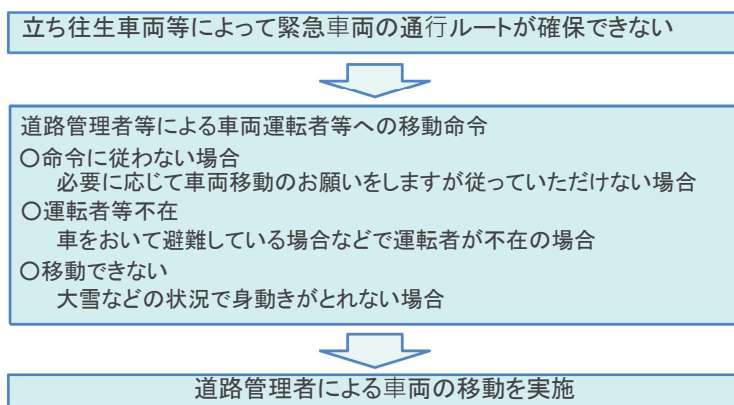 立ち往生車両等によって緊急車両の通行ルートが確保できない
道路管理者等による車両運転者等への移動命令
○命令に従わない場合
必要に応じて車両移動のお願いをしますが従っていただけない場合
○運転者等不在
車をおいて避難している場合などで運転者が不在の場合
○移動できない
大雪などの状況で身動きがとれない場合
道路管理者による車両の移動を実施